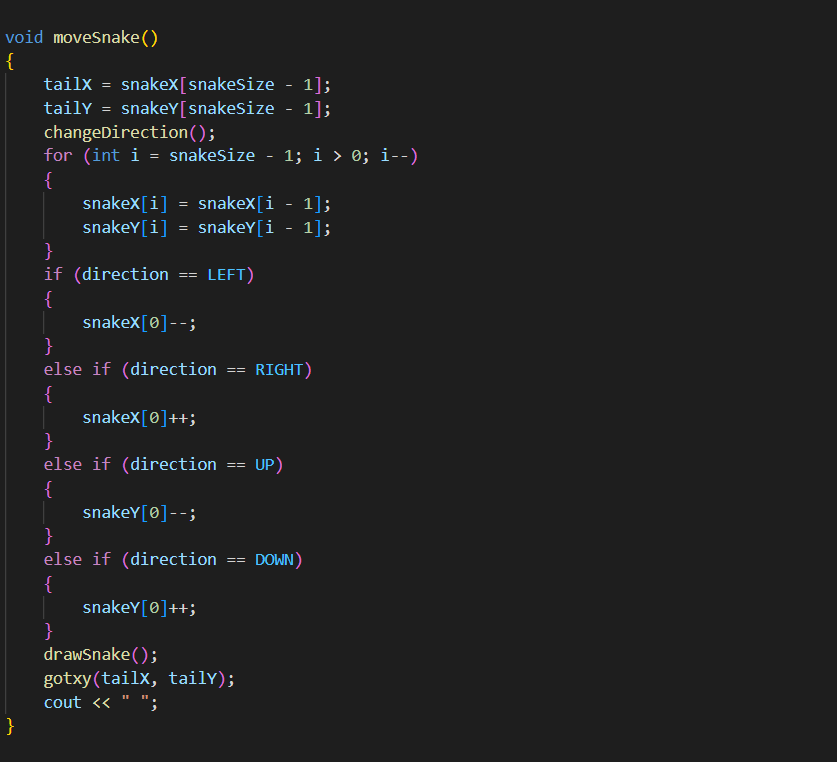 void moveSnake()
{
    tailX = snakeX[snakeSize - 1];
    tailY = snakeY[snakeSize - 1];
    changeDirection();
    for (int i = snakeSize - 1; i > 0; i--)
    {
        snakeX[i] = snakeX[i - 1];
        snakeY[i] = snakeY[i - 1];
    }
    if (direction == LEFT)
    {
        snakeX[0]--;
    }
    else if (direction == RIGHT)
    {
        snakeX[0]++;
    }
    else if (direction == UP)
    {
        snakeY[0]--;
    }
    else if (direction == DOWN)
    {
        snakeY[0]++;
    }
    drawSnake();
    gotxy(tailX, tailY);
    cout << " ";
}